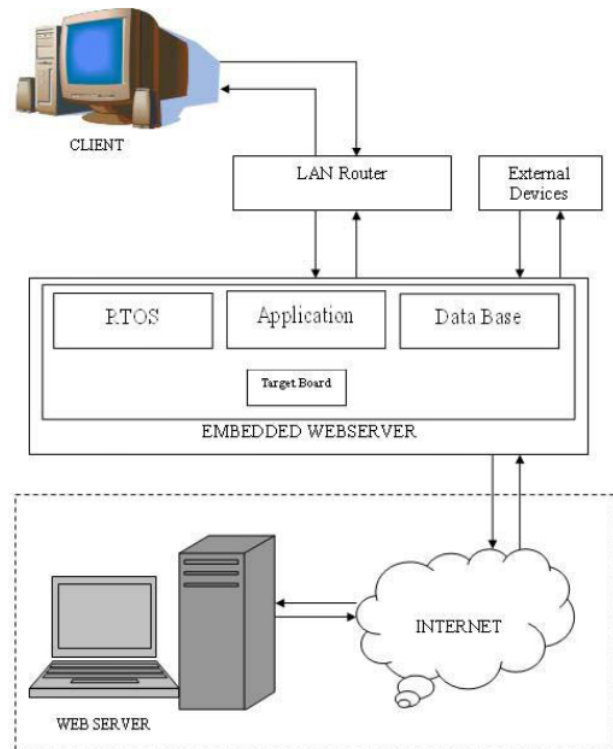 CLIENT
LAN Router
External
Devices
RTOS
Application
Data Base
Target Board
EMBEDDED WEBSERVER
INTERNET
WEB SERVER